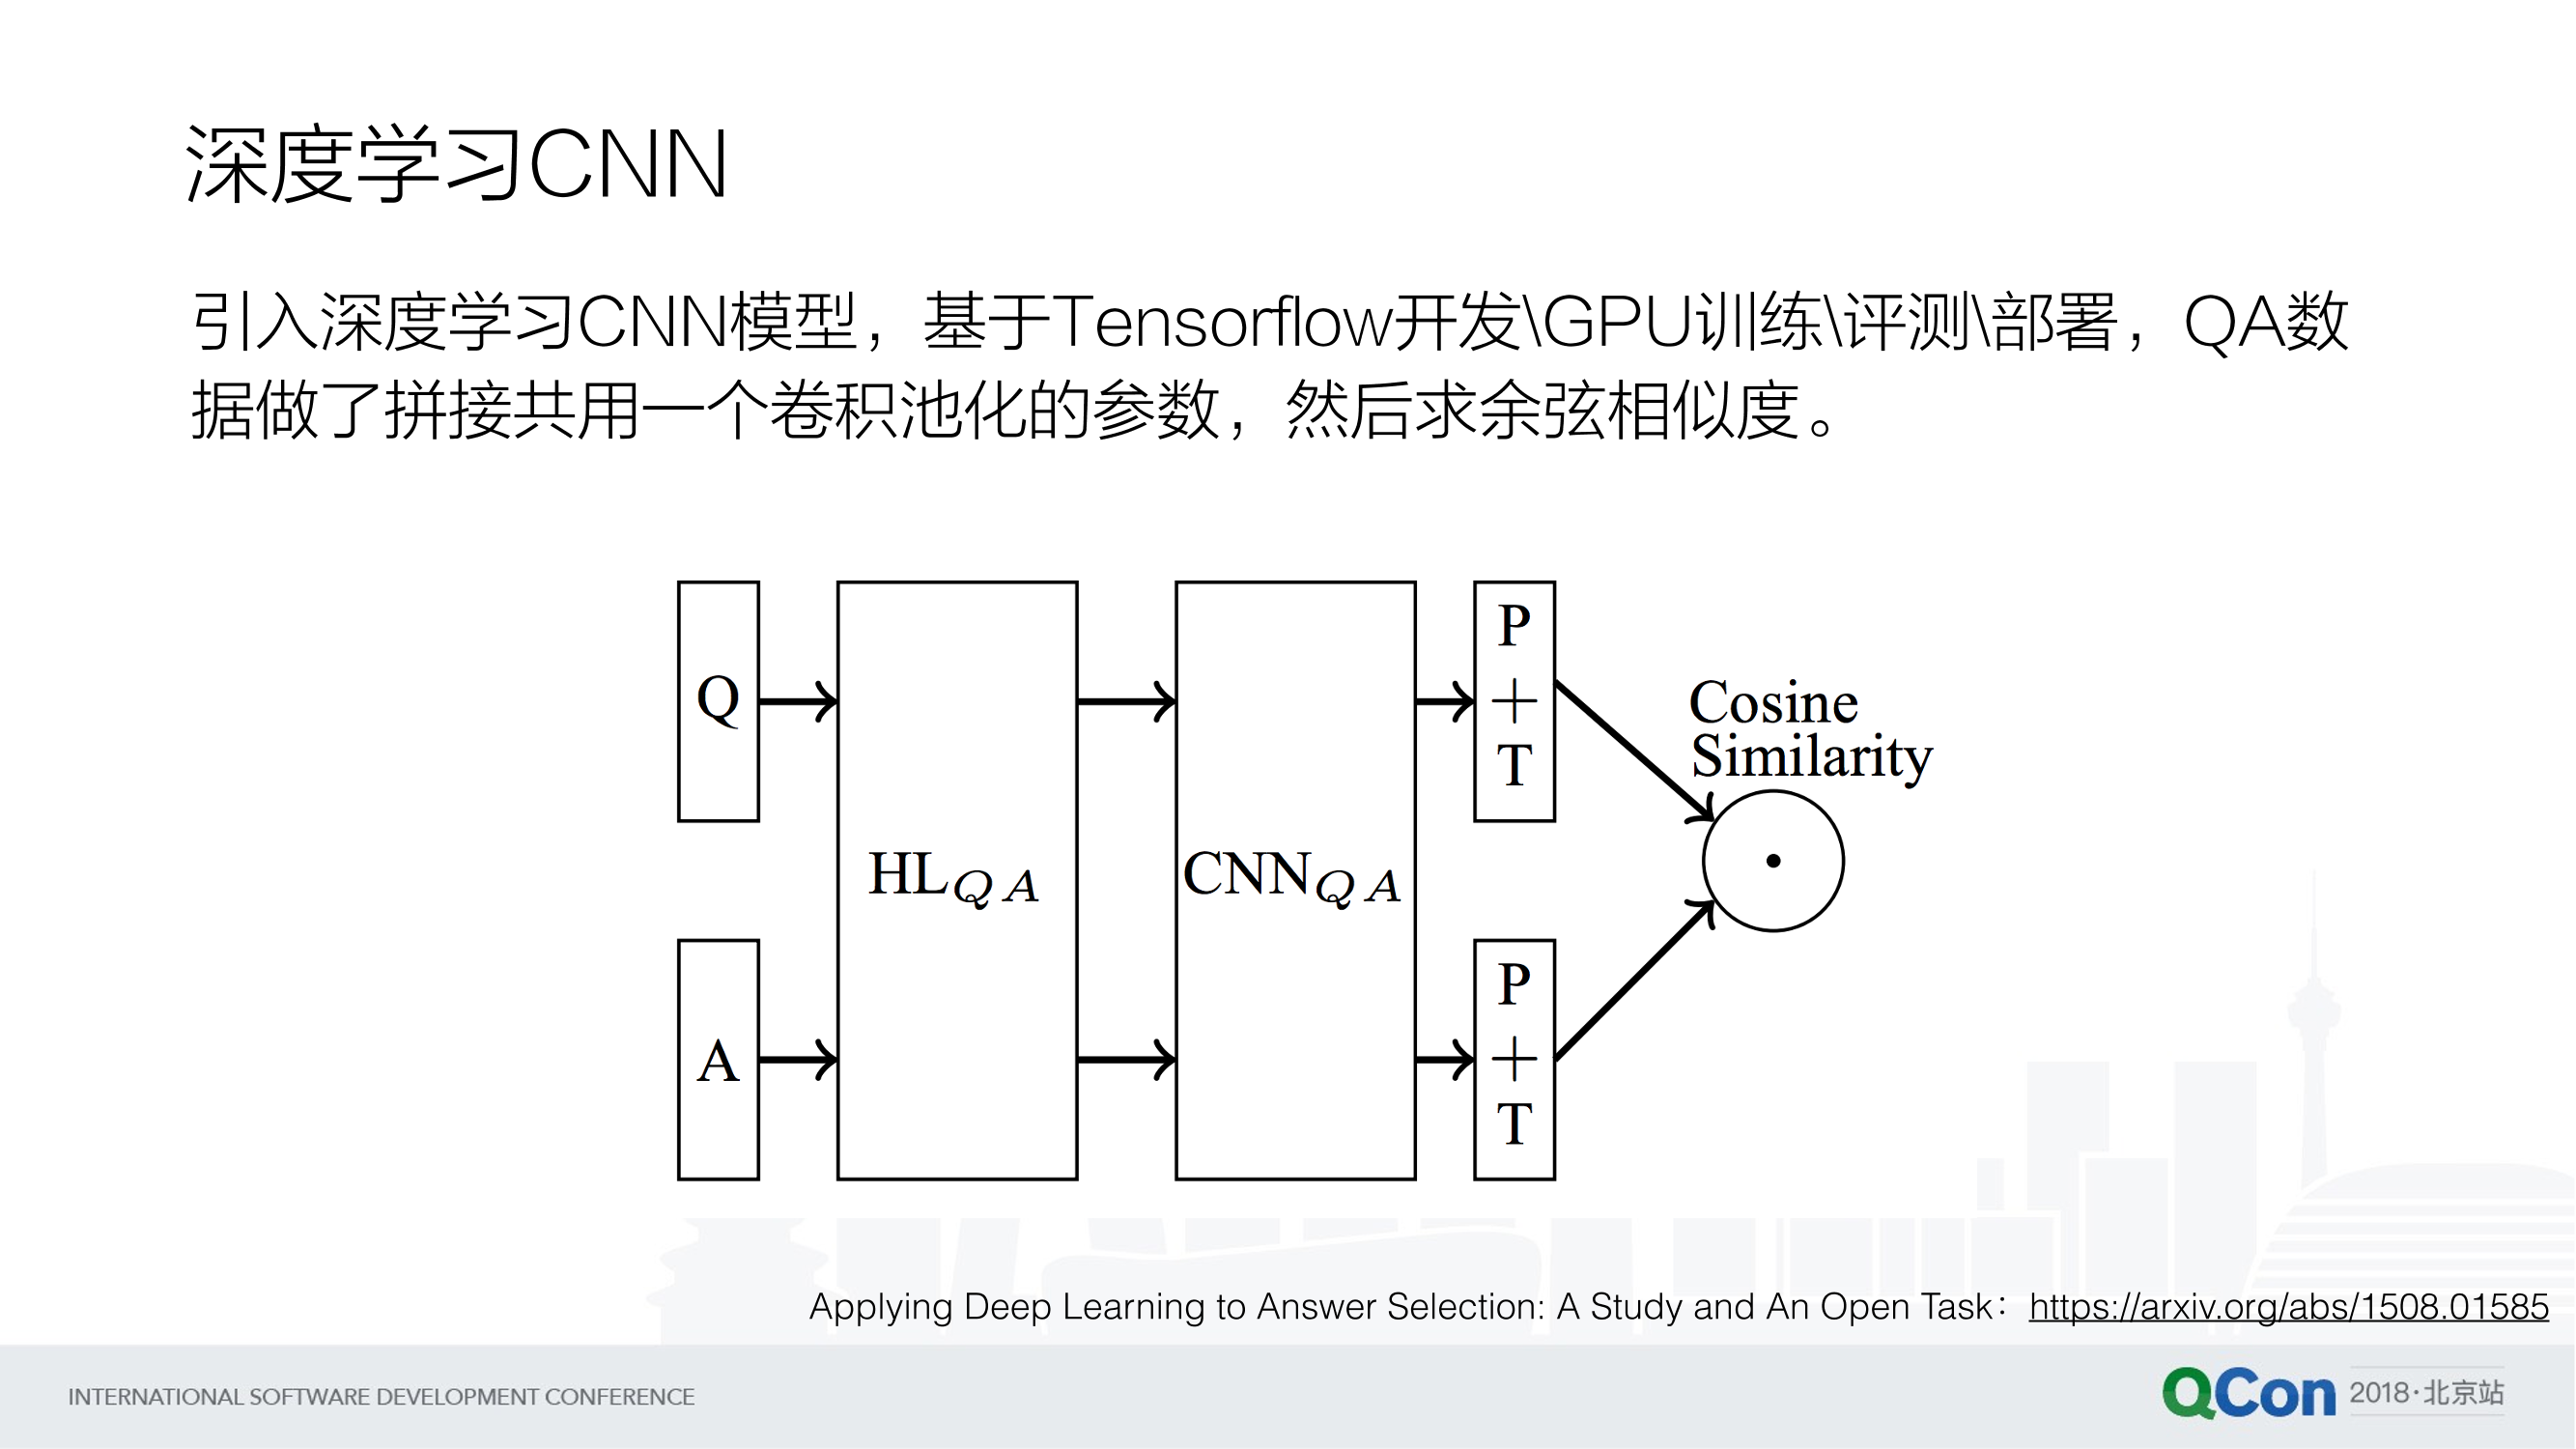 深度学习CNN
引入深度学习CNN模型，基于Tensorflow开发\GPU训练\评测\部署，QA数
据做了拼接共用一个卷积池化的参数，然后求余弦相似度。
Q
A
HL_QA
CNN_QA
P
+
T
P
+
T
Cosine
Similarity
Applying Deep Learning to Answer Selection: A Study and An Open Task：https://arxiv.org/abs/1508.01585
INTERNATIONAL SOFTWARE DEVELOPMENT CONFERENCE
QCon 2018·北京站